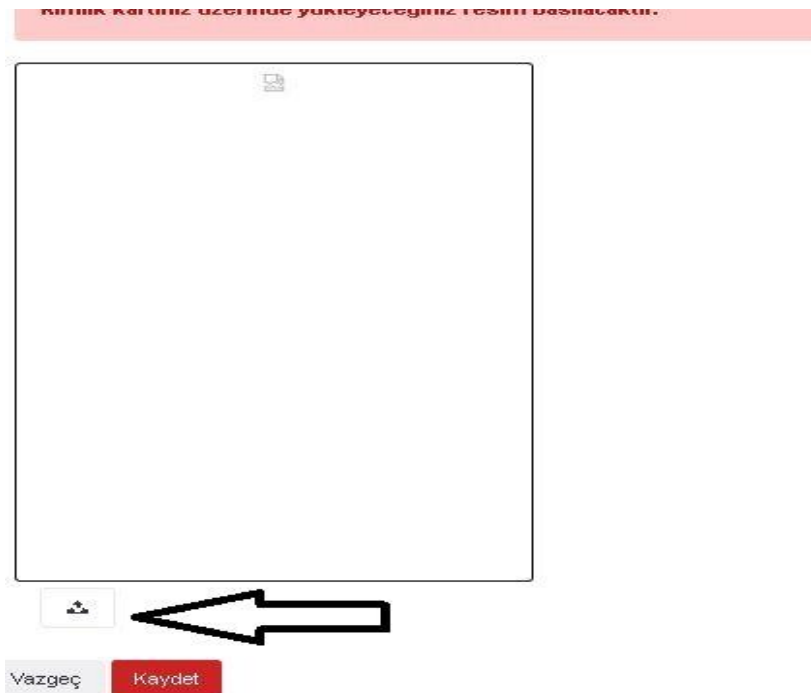 Kimlik kartınız üzerinde yükleyeceğiniz resim basılacaktır.
Vazgeç
Kaydet